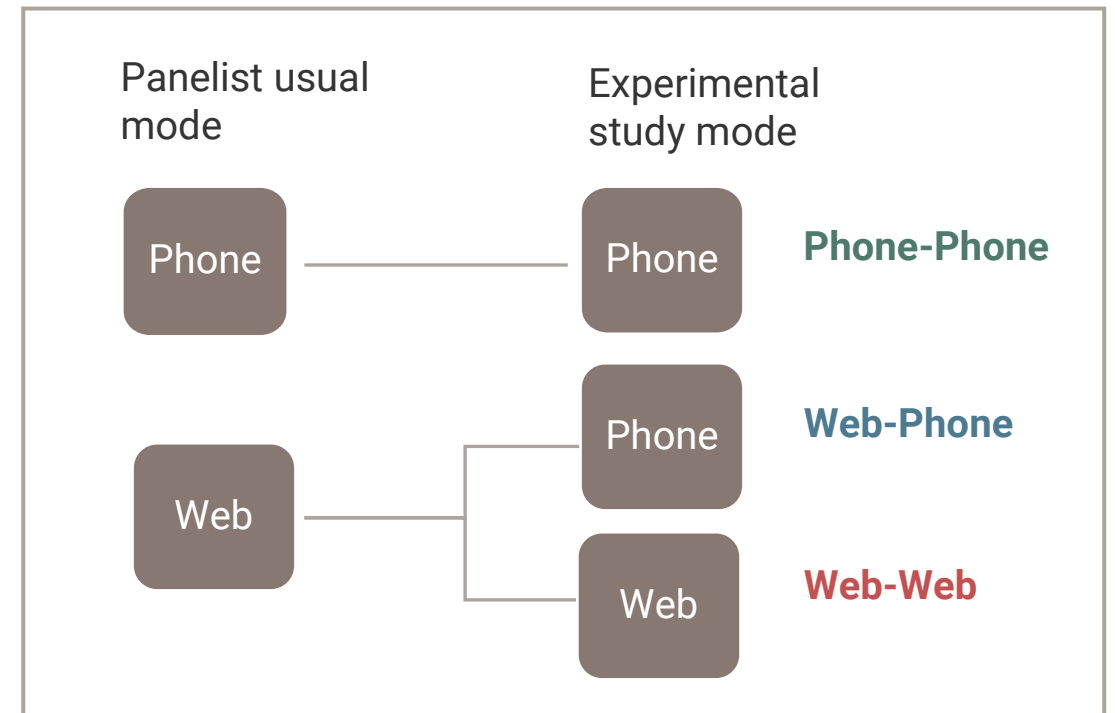 Panelist usual
mode
Experimental
study mode
Phone
Phone
Phone-Phone
Phone
Web-Phone
Web
Web
Web-Web